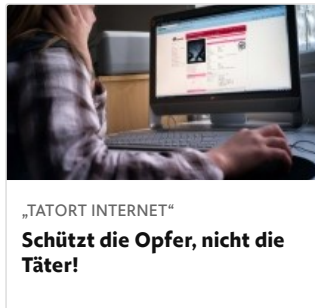 „TATORT INTERNET“
Schützt die Opfer, nicht die
Täter!